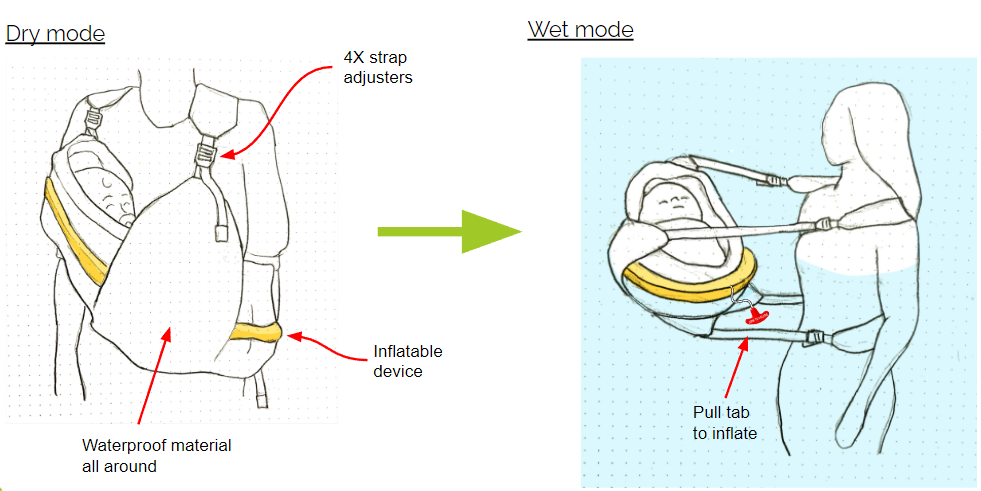 Dry mode
Wet mode
4X strap
adjusters
Inflatable
device
Waterproof material
all around
Pull tab
to inflate